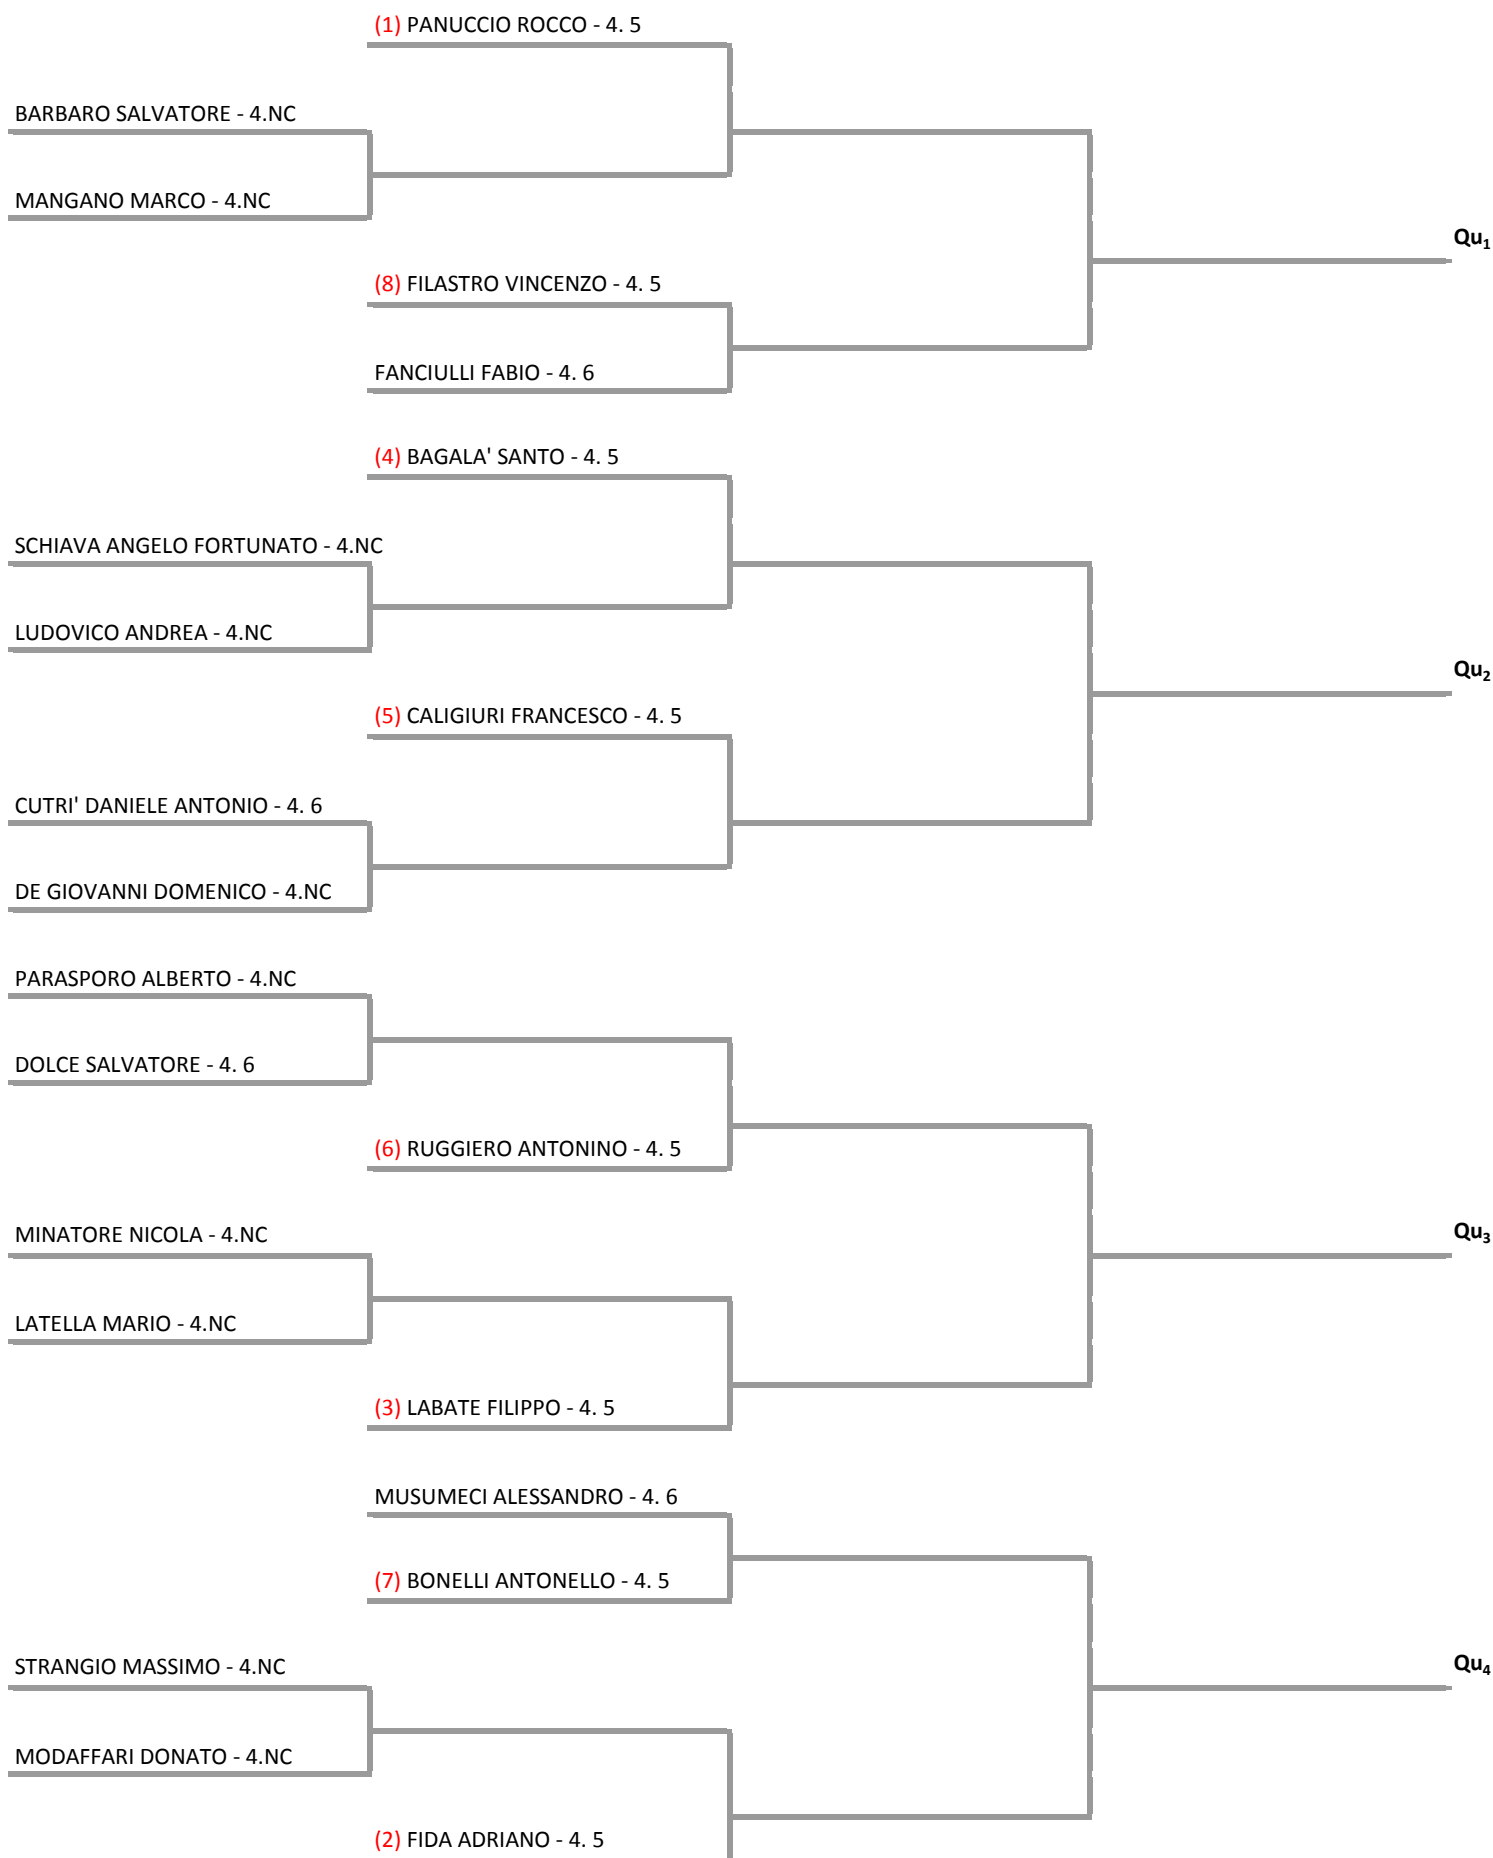 (1) PANUCCIO ROCCO - 4. 5
BARBARO SALVATORE - 4.NC
MANGANO MARCO - 4.NC
Qu1
(8) FILASTRO VINCENZO - 4. 5
FANCIULLI FABIO - 4. 6
(4) BAGALA' SANTO - 4. 5
SCHIAVA ANGELO FORTUNATO - 4.NC
LUDOVICO ANDREA - 4.NC
Qu2
(5) CALIGIURI FRANCESCO - 4. 5
CUTRI' DANIELE ANTONIO - 4. 6
DE GIOVANNI DOMENICO - 4.NC
PARASPORO ALBERTO - 4.NC
DOLCE SALVATORE - 4. 6
(6) RUGGIERO ANTONINO - 4. 5
MINATORE NICOLA - 4.NC
Qu3
LATELLA MARIO - 4.NC
(3) LABATE FILIPPO - 4. 5
MUSUMECI ALESSANDRO - 4. 6
(7) BONELLI ANTONELLO - 4. 5
STRANGIO MASSIMO - 4.NC
Qu4
MODAFFARI DONATO - 4.NC
(2) FIDA ADRIANO - 4. 5